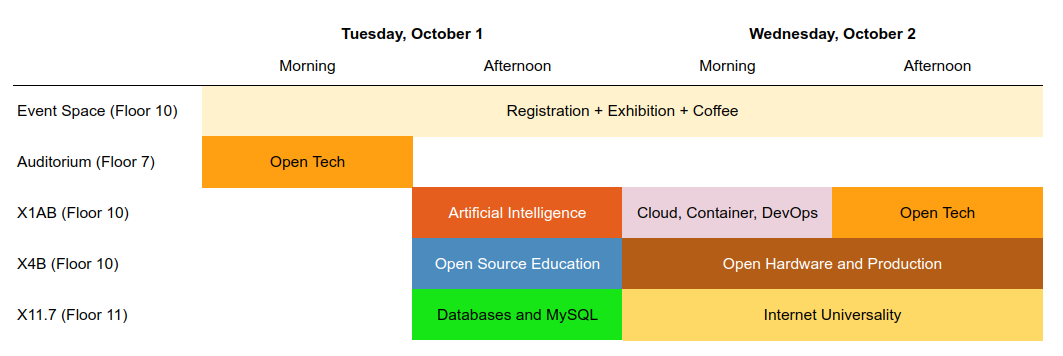 Tuesday, October 1 Wednesday, October 2
Morning Afternoon Morning Afternoon
Event Space (Floor 10) Registration + Exhibition + Coffee
Auditorium (Floor 7) Open Tech
X1AB (Floor 10) Artificial Intelligence Cloud, Container, DevOps Open Tech
X4B (Floor 10) Open Source Education Open Hardware and Production
X11.7 (Floor 11) Databases and MySQL Internet Universality